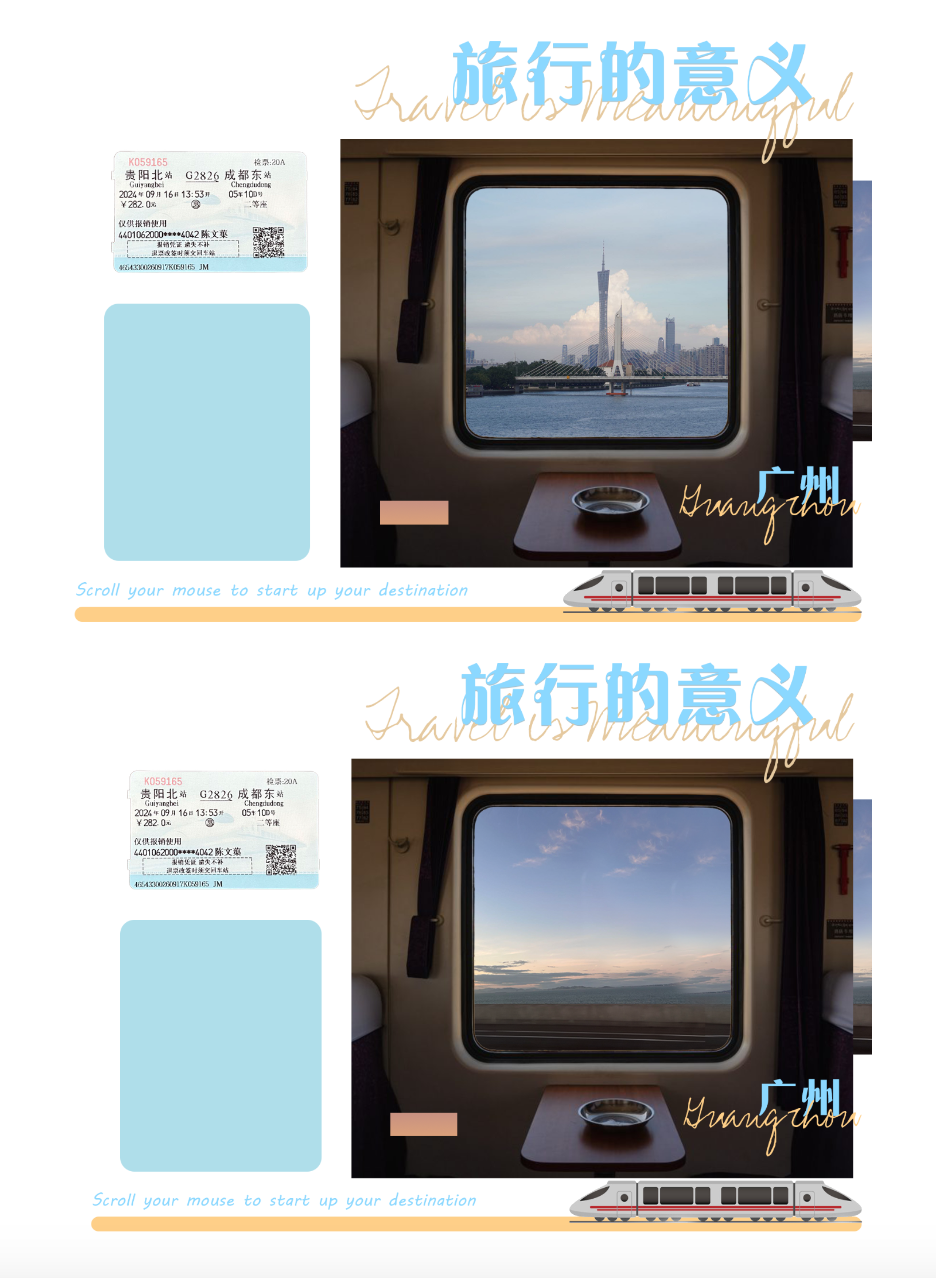 旅行的意义
Travel is Meaningful
K059165 检票:20A
贵阳北站 G2826 成都东站
Guiyangbei Chengdudong
2024年09月16日13:53开 05车10D号
￥282.0元 二等座
仅供报销使用
4401062000****4042 陈文菓
报销凭证 遗失不补
退票改签时须交回车站
46543300260917K059165 JM
广州
Guangzhou
Scroll your mouse to start up your destination
旅行的意义
Travel is Meaningful
K059165 检票:20A
贵阳北站 G2826 成都东站
Guiyangbei Chengdudong
2024年09月16日13:53开 05车10D号
￥282.0元 二等座
仅供报销使用
4401062000****4042 陈文菓
报销凭证 遗失不补
退票改签时须交回车站
46543300260917K059165 JM
广州
Guangzhou
Scroll your mouse to start up your destination